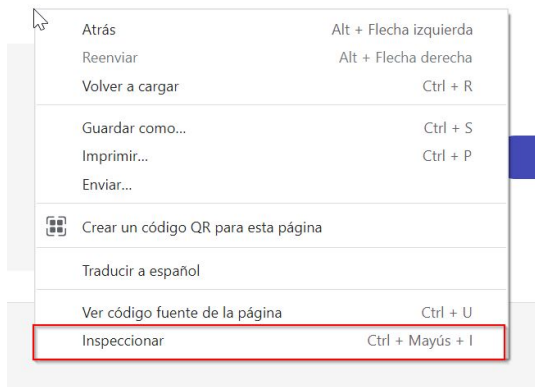 Atrás Alt + Flecha izquierda
Reenviar Alt + Flecha derecha
Volver a cargar Ctrl + R
Guardar como... Ctrl + S
Imprimir... Ctrl + P
Enviar...
Crear un código QR para esta página
Traducir a español
Ver código fuente de la página Ctrl + U
Inspeccionar Ctrl + Mayús + I